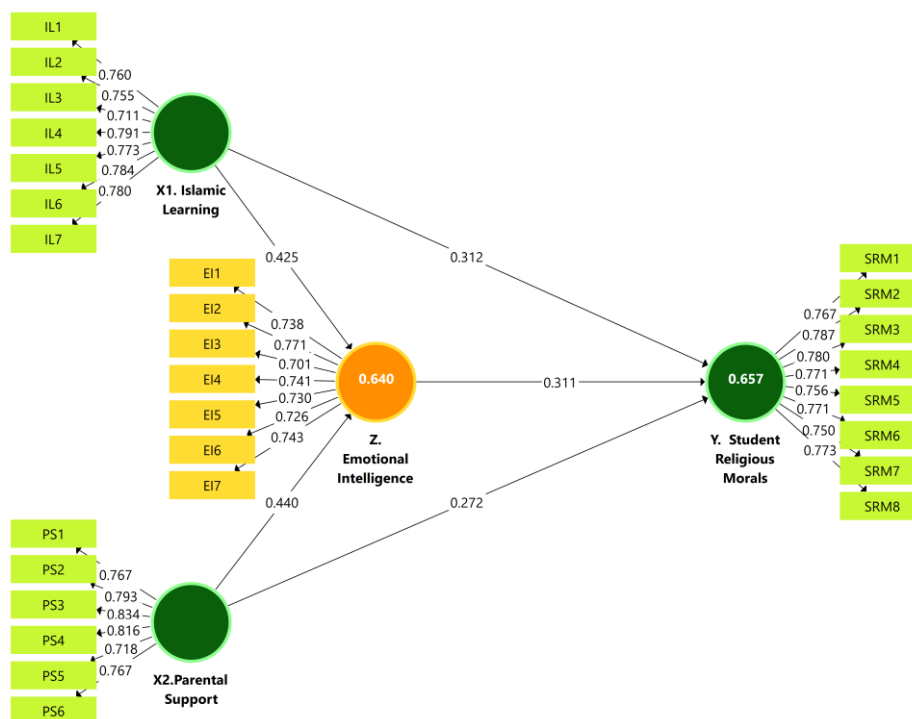 IL1
IL2
IL3
IL4
IL5
IL6
IL7
0.760
0.755
0.711
0.791
0.773
0.784
0.780
X1. Islamic
Learning
0.425
0.312
EI1
EI2
EI3
EI4
EI5
EI6
EI7
0.738
0.771
0.701
0.741
0.730
0.726
0.743
0.640
Z.
Emotional
Intelligence
0.311
0.440
0.272
SRM1
SRM2
SRM3
SRM4
SRM5
SRM6
SRM7
SRM8
0.767
0.787
0.780
0.771
0.756
0.771
0.750
0.773
0.657
Y. Student
Religious
Morals
PS1
PS2
PS3
PS4
PS5
PS6
0.767
0.793
0.834
0.816
0.718
0.767
X2.Parental
Support